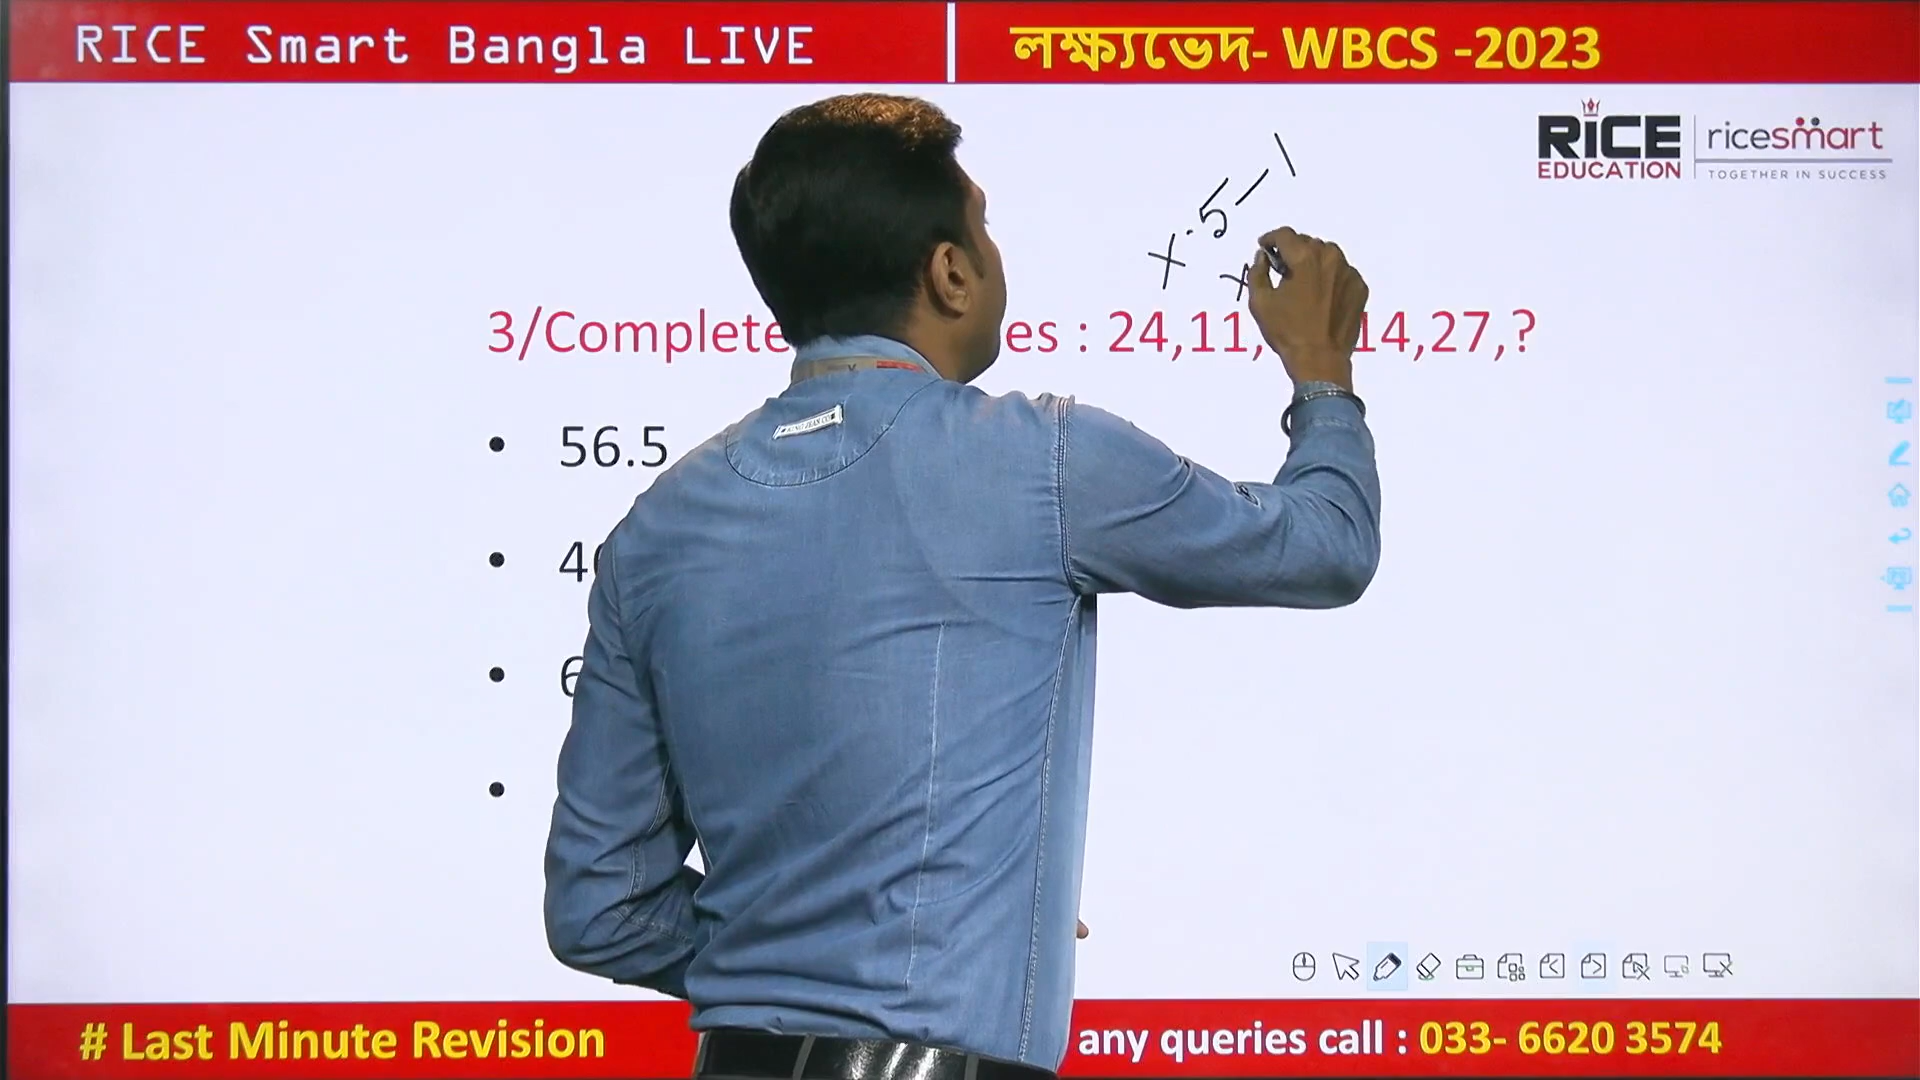 RICE Smart Bangla LIVE
লক্ষ্যভেদ- WBCS -2023
RiCE
EDUCATION
ricesmart
TOGETHER IN SUCCESS
x·5-1
x
3/Complete es : 24,11, 14,27,?
• 56.5
•
•
•
# Last Minute Revision
any queries call : 033- 6620 3574